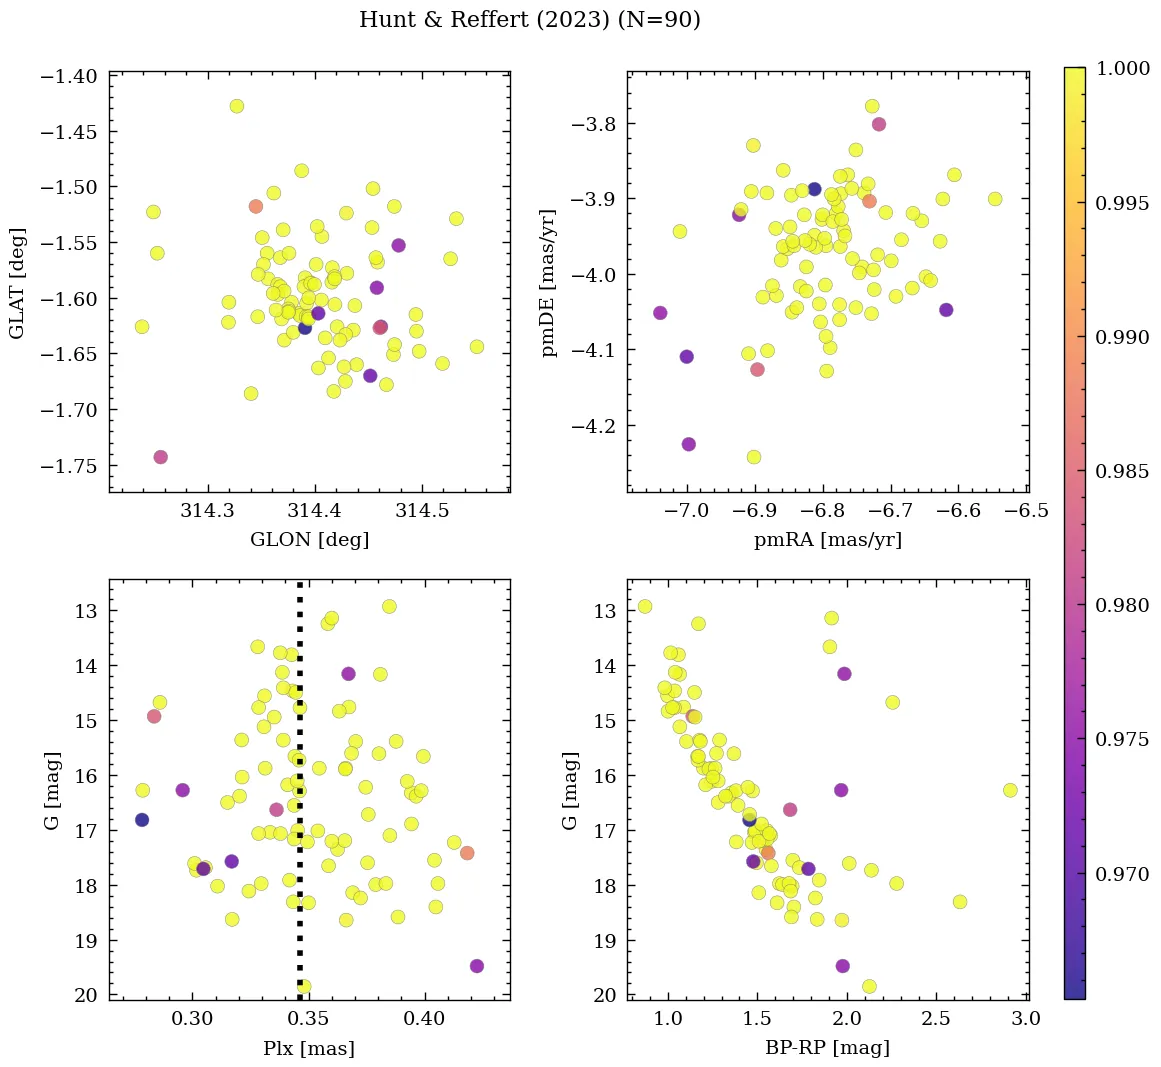 Hunt & Reffert (2023) (N=90)
−1.40
−1.45
−1.50
−1.55
−1.60
−1.65
−1.70
−1.75
GLAT [deg]
314.3 314.4 314.5
GLON [deg]
−3.8
−3.9
−4.0
−4.1
−4.2
pmDE [mas/yr]
−7.0 −6.9 −6.8 −6.7 −6.6 −6.5
pmRA [mas/yr]
1.000
0.995
0.990
0.985
0.980
0.975
0.970
13
14
15
16
17
18
19
20
G [mag]
0.30 0.35 0.40
Plx [mas]
13
14
15
16
17
18
19
20
G [mag]
1.0 1.5 2.0 2.5 3.0
BP-RP [mag]